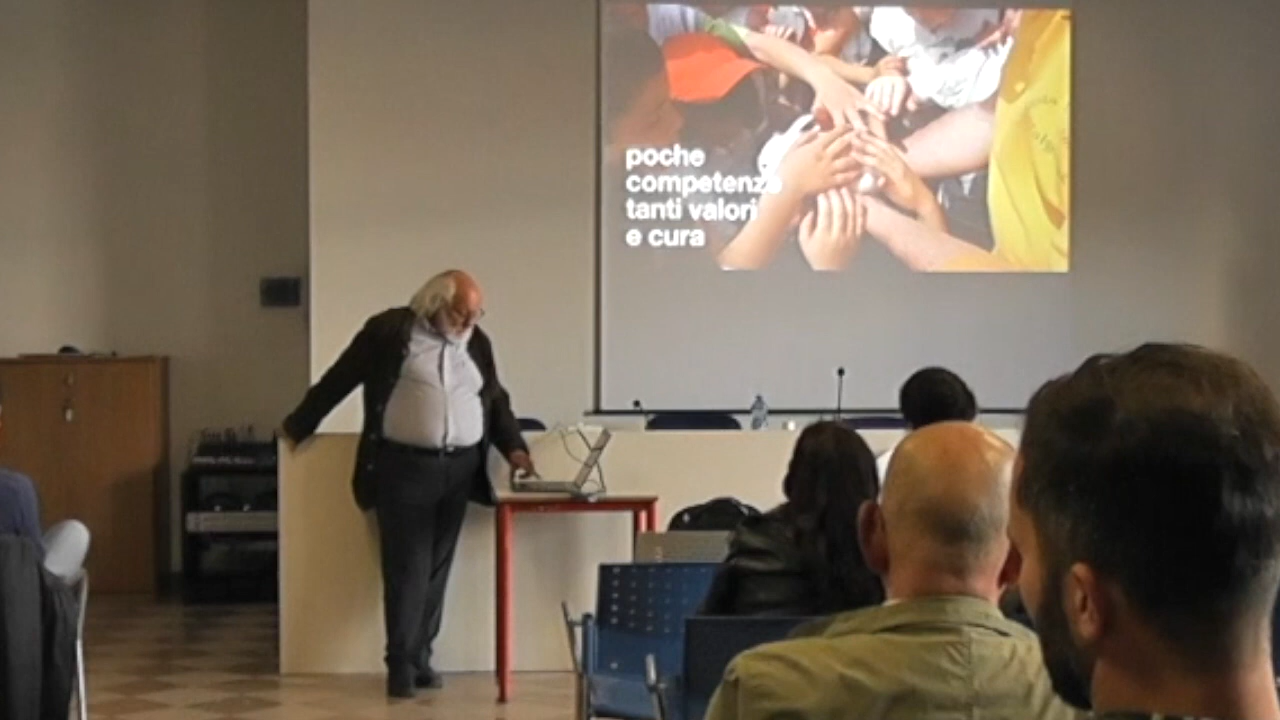 poche
competenze
tanti valori
e cura